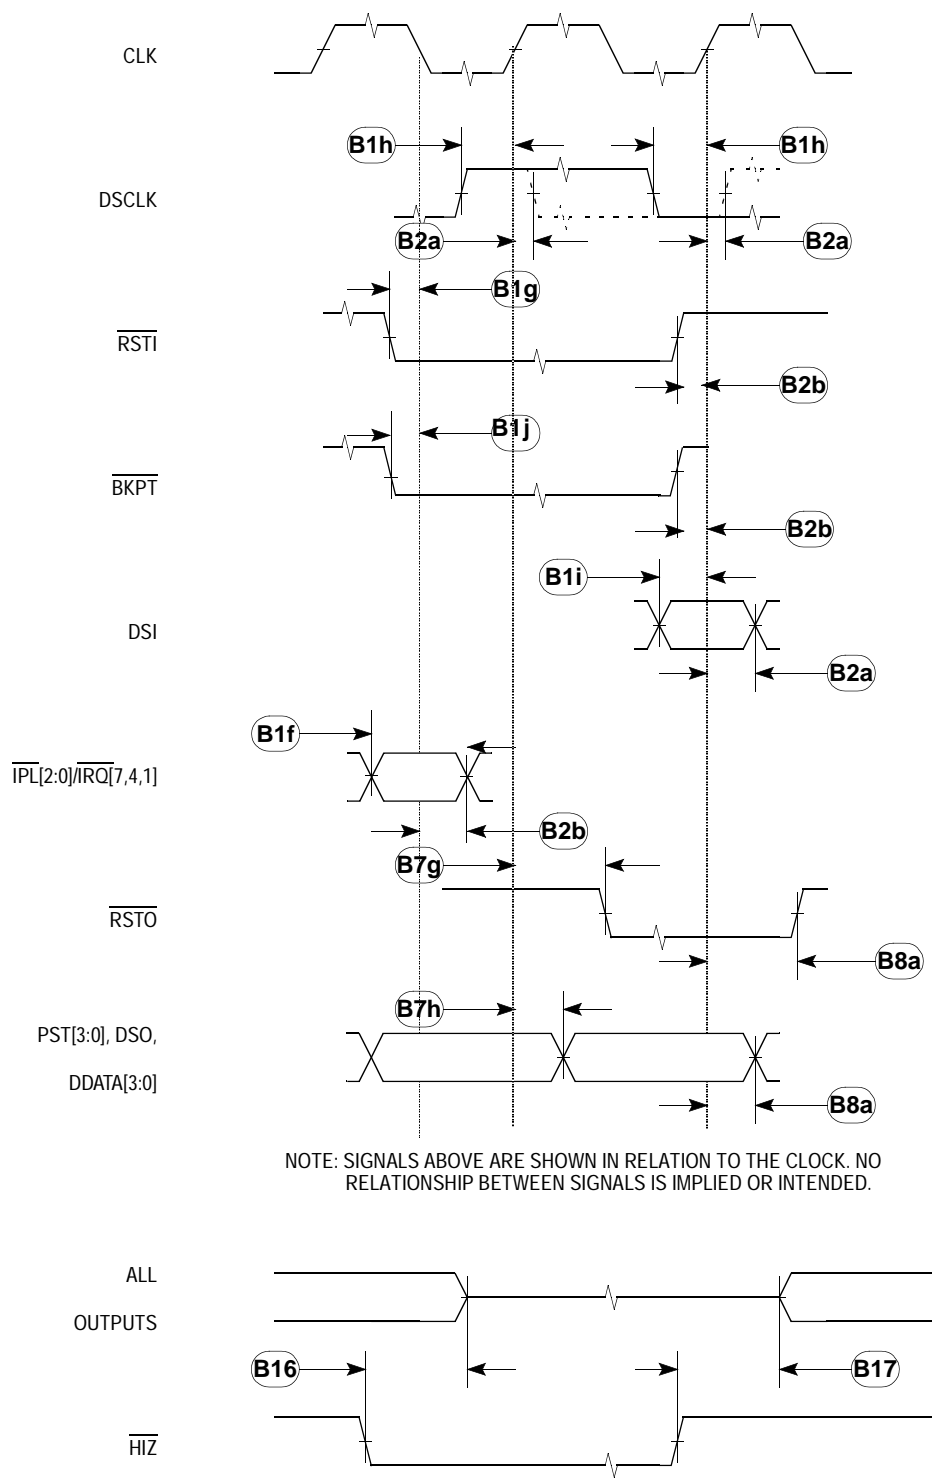 CLK
B1h B1h
DSCLK
B2a B2a
B1g
RSTI
B2b
B1j
BKPT
B2b
B1i
DSI
B2a
B1f
IPL[2:0]/IRQ[7,4,1]
B2b
B7g
RSTO
B8a
B7h
PST[3:0], DSO,
DDATA[3:0]
B8a
NOTE: SIGNALS ABOVE ARE SHOWN IN RELATION TO THE CLOCK. NO
RELATIONSHIP BETWEEN SIGNALS IS IMPLIED OR INTENDED.
ALL
OUTPUTS
B16 B17
HIZ